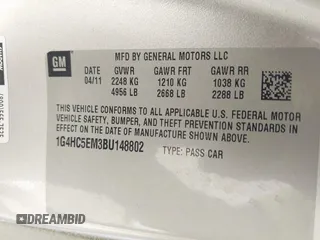 GM
MFD BY GENERAL MOTORS LLC
DATE GVWR GAWR FRT GAWR RR
04/11 2248 KG 1210 KG 1038 KG
4956 LB 2668 LB 2288 LB
THIS VEHICLE CONFORMS TO ALL APPLICABLE U.S. FEDERAL MOTOR
VEHICLE SAFETY, BUMPER, AND THEFT PREVENTION STANDARDS IN
EFFECT ON THE DATE OF MANUFACTURE SHOWN ABOVE.
1G4HC5EM3BU148802 TYPE: PASS CAR
DREAMBID